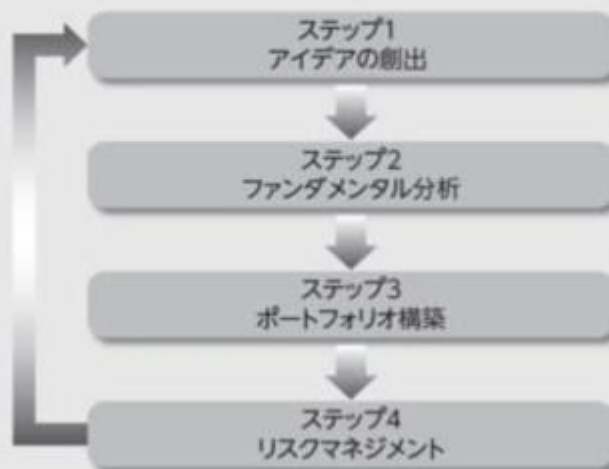 ステップ1
アイデアの創出
ステップ2
ファンダメンタル分析
ステップ3
ポートフォリオ構築
ステップ4
リスクマネジメント